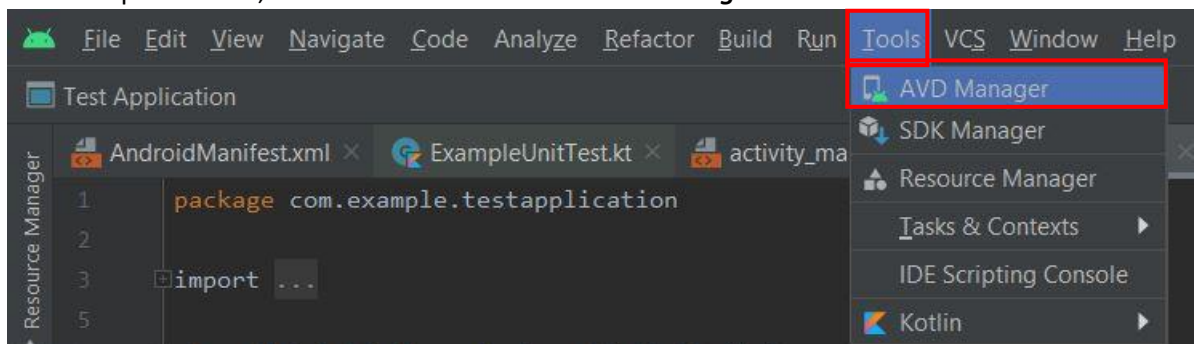 File Edit View Navigate Code Analyze Refactor Build Run Tools VCS Window Help
Test Application
AVD Manager
SDK Manager
Resource Manager
Tasks & Contexts
IDE Scripting Console
Kotlin
AndroidManifest.xml ExampleUnitTest.kt activity_ma
Resource Manager
1 package com.example.testapplication
2
3 import ...
5